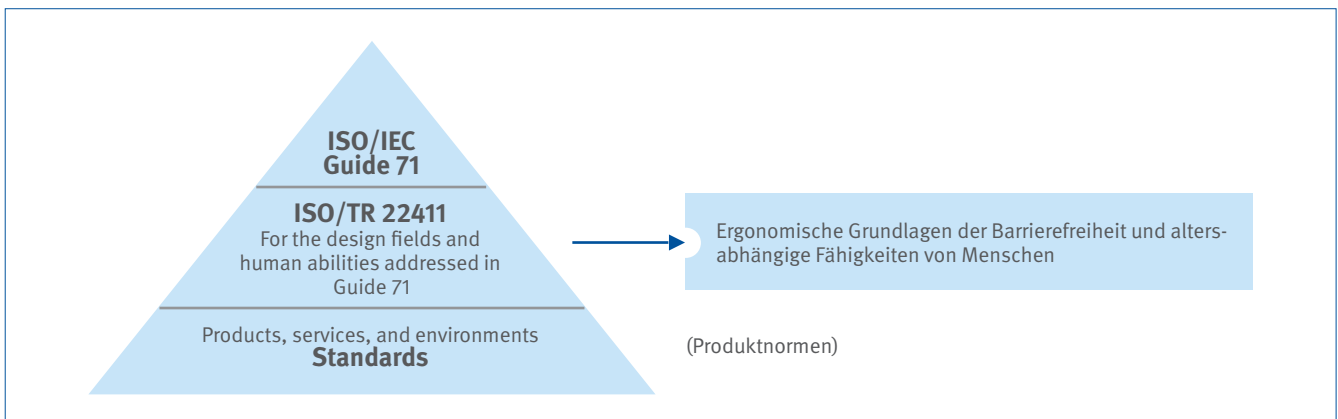 ISO/IEC
Guide 71
ISO/TR 22411
For the design fields and
human abilities addressed in
Guide 71
Ergonomische Grundlagen der Barrierefreiheit und alters-
abhängige Fähigkeiten von Menschen
Products, services, and environments
Standards
(Produktnormen)